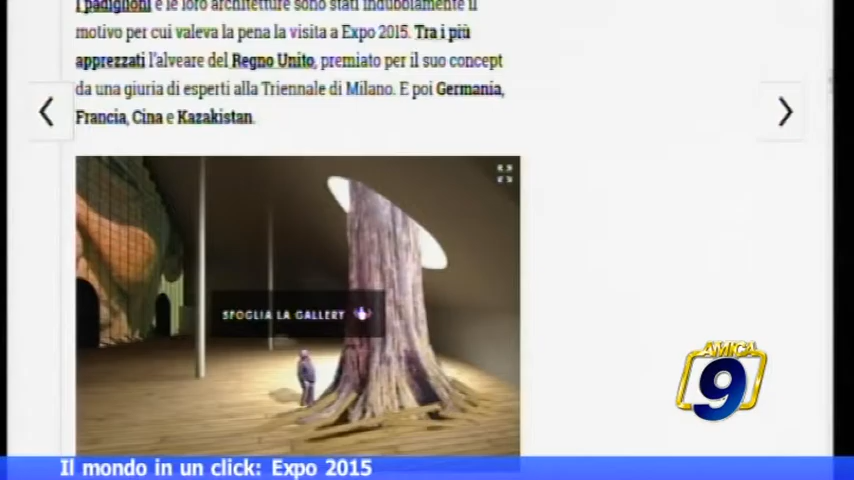 I padiglioni e le loro architetture sono stati indubbiamente il
motivo per cui valeva la pena la visita a Expo 2015. Tra i più
apprezzati l'alveare del Regno Unito, premiato per il suo concept
da una giuria di esperti alla Triennale di Milano. E poi Germania,
Francia, Cina e Kazakistan.
SFOGLIA LA GALLERY
AMICA
9
Il mondo in un click: Expo 2015